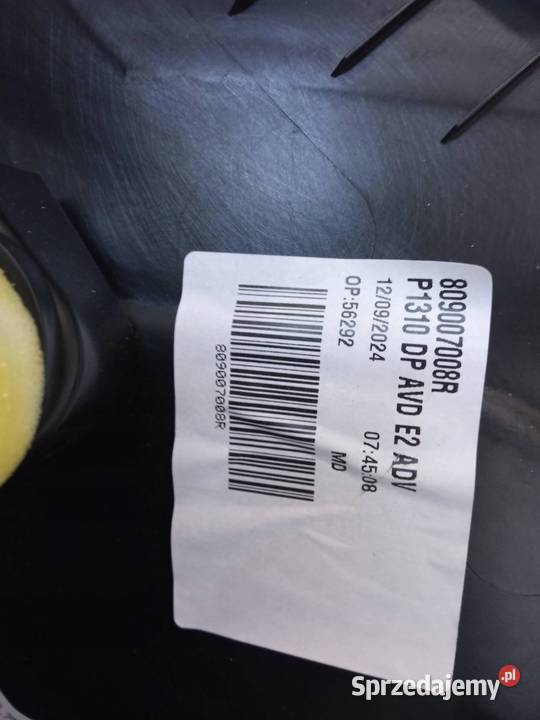 809007008R
P1310 DP AVD E2 ADV
12/09/2024 07:45:08
OP:56292 MD
809007008R
Sprzedajemy.pl